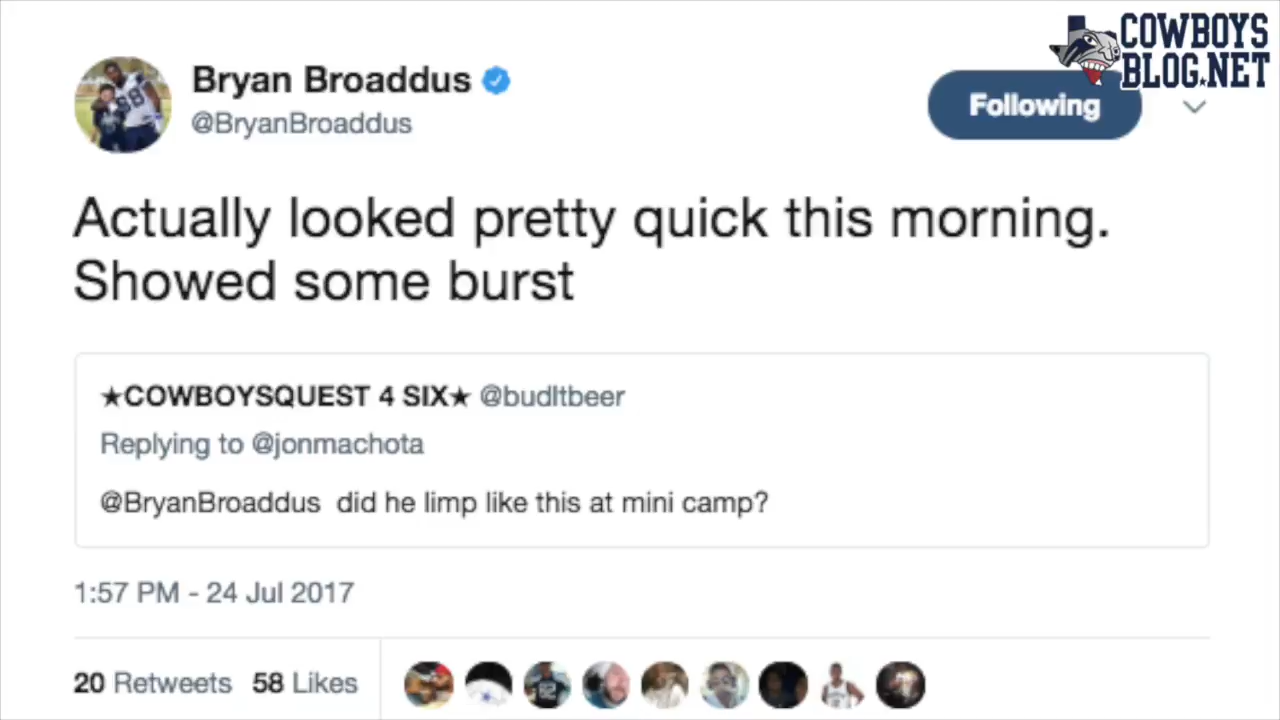 COWBOYS
BLOG.NET
Bryan Broaddus
@BryanBroaddus
Following
Actually looked pretty quick this morning.
Showed some burst
★COWBOYSQUEST 4 SIX★ @budltbeer
Replying to @jonmachota
@BryanBroaddus did he limp like this at mini camp?
1:57 PM - 24 Jul 2017
20 Retweets 58 Likes